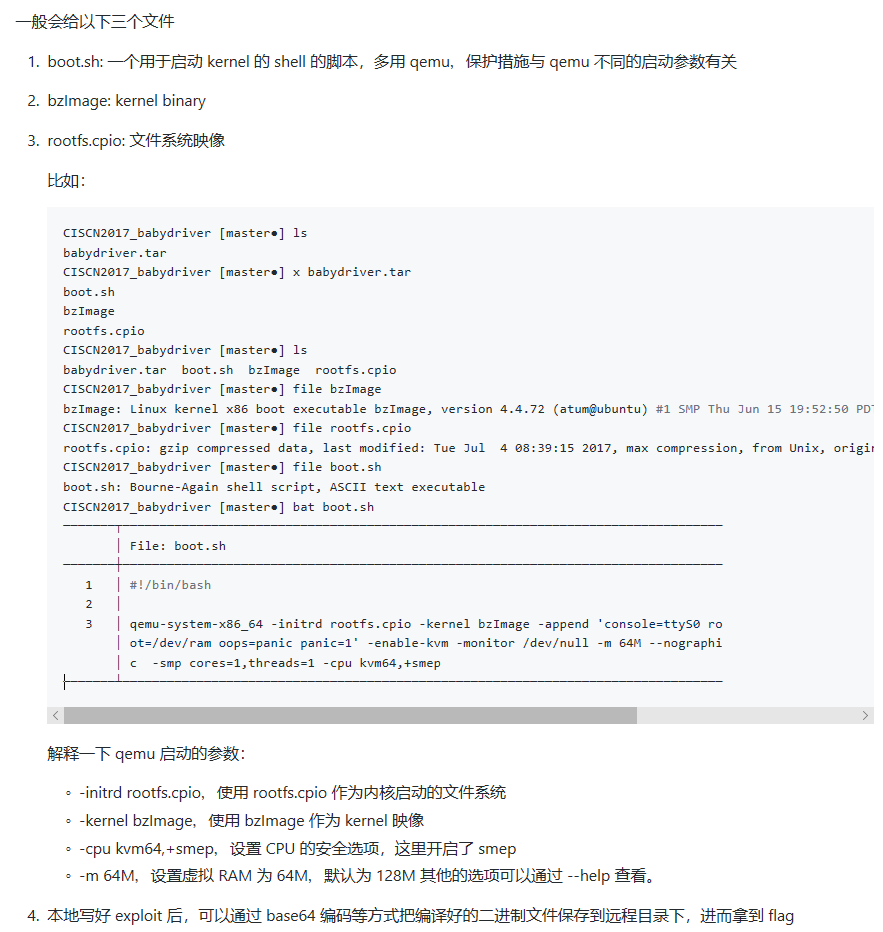 一般会给以下三个文件
1. boot.sh: 一个用于启动 kernel 的 shell 的脚本，多用 qemu，保护措施与 qemu 不同的启动参数有关
2. bzImage: kernel binary
3. rootfs.cpio: 文件系统映像
比如：
CISCN2017_babydriver [master●] ls
babydriver.tar
CISCN2017_babydriver [master●] x babydriver.tar
boot.sh
bzImage
rootfs.cpio
CISCN2017_babydriver [master●] ls
babydriver.tar  boot.sh  bzImage  rootfs.cpio
CISCN2017_babydriver [master●] file bzImage
bzImage: Linux kernel x86 boot executable bzImage, version 4.4.72 (atum@ubuntu) #1 SMP Thu Jun 15 19:52:50 PDT
CISCN2017_babydriver [master●] file rootfs.cpio
rootfs.cpio: gzip compressed data, last modified: Tue Jul  4 08:39:15 2017, max compression, from Unix, origin
CISCN2017_babydriver [master●] file boot.sh
boot.sh: Bourne-Again shell script, ASCII text executable
CISCN2017_babydriver [master●] bat boot.sh
File: boot.sh
1 #!/bin/bash
2
3 qemu-system-x86_64 -initrd rootfs.cpio -kernel bzImage -append 'console=ttyS0 ro
ot=/dev/ram oops=panic panic=1' -enable-kvm -monitor /dev/null -m 64M --nographi
c  -smp cores=1,threads=1 -cpu kvm64,+smep
解释一下 qemu 启动的参数：
◦ -initrd rootfs.cpio，使用 rootfs.cpio 作为内核启动的文件系统
◦ -kernel bzImage，使用 bzImage 作为 kernel 映像
◦ -cpu kvm64,+smep，设置 CPU 的安全选项，这里开启了 smep
◦ -m 64M，设置虚拟 RAM 为 64M，默认为 128M 其他的选项可以通过 --help 查看。
4. 本地写好 exploit 后，可以通过 base64 编码等方式把编译好的二进制文件保存到远程目录下，进而拿到 flag